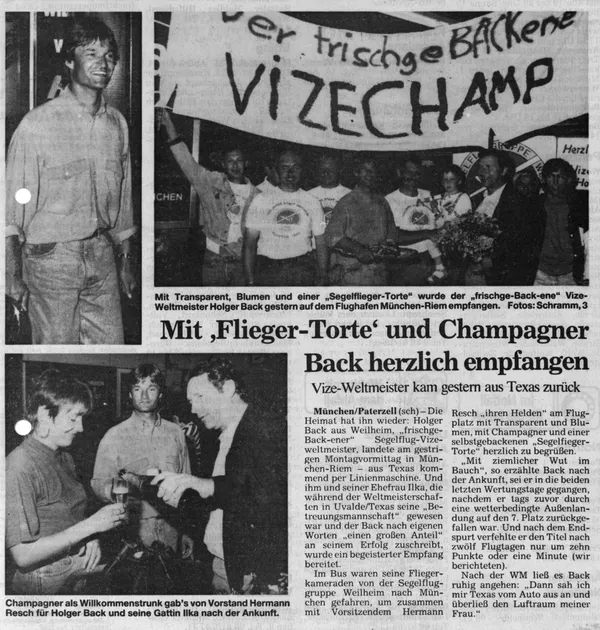 Der frischgeBACKene
VIZECHAMP
Herzl
Vize
Ho
CHEN
Mit Transparent, Blumen und einer „Segelflieger-Torte“ wurde der „frischge-Back-ene“ Vize-
Weltmeister Holger Back gestern auf dem Flughafen München-Riem empfangen. Fotos: Schramm, 3
Mit ‚Flieger-Torte‘ und Champagner
Back herzlich empfangen
Vize-Weltmeister kam gestern aus Texas zurück
Champagner als Willkommenstrunk gab's von Vorstand Hermann
Resch für Holger Back und seine Gattin Ilka nach der Ankunft.
München/Paterzell (sch) – Die
Heimat hat ihn wieder: Holger
Back aus Weilheim, „frischge-
Back-ener“ Segelflug-Vize-
weltmeister, landete am gestri-
gen Montagvormittag in Mün-
chen-Riem – aus Texas kom-
mend per Linienmaschine. Und
ihm und seiner Ehefrau Ilka, die
während der Weltmeisterschaf-
ten in Uvalde/Texas seine „Be-
treuungsmannschaft“ gewesen
war und der Back nach eigenen
Worten „einen großen Anteil“
an seinem Erfolg zuschreibt,
wurde ein begeisterter Empfang
bereitet.
Im Bus waren seine Flieger-
kameraden von der Segelflug-
gruppe Weilheim nach Mün-
chen gefahren, um zusammen
mit Vorsitzendem Hermann
Resch „ihren Helden“ am Flug-
platz mit Transparent und Blu-
men, mit Champagner und einer
selbstgebackenen „Segelfieger-
Torte“ herzlich zu begrüßen.
„Mit ziemlicher Wut im
Bauch“, so erzählte Back nach
der Ankunft, sei er in die beiden
letzten Wertungstage gegangen,
nachdem er tags zuvor durch
eine wetterbedingte Außenlan-
dung auf den 7. Platz zurückge-
fallen war. Und nach dem End-
spurt verfehlte er den Titel nach
zwölf Flugtagen nur um zehn
Punkte oder eine Minute (wir
berichteten).
Nach der WM ließ es Back
ruhig angehen: „Dann sah ich
mir Texas vom Auto aus an und
überließ den Luftraum meiner
Frau.“